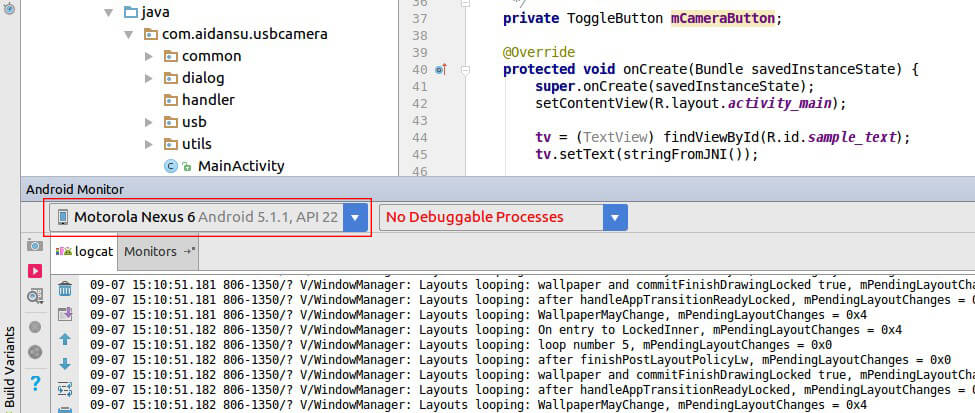 java
com.aidansu.usbcamera
common
dialog
handler
usb
utils
MainActivity
36 */
37 private ToggleButton mCameraButton;
38
39 @Override
40 protected void onCreate(Bundle savedInstanceState) {
41 super.onCreate(savedInstanceState);
42 setContentView(R.layout.activity_main);
43
44 tv = (TextView) findViewById(R.id.sample_text);
45 tv.setText(stringFromJNI());
46
Android Monitor
Motorola Nexus 6 Android 5.1.1, API 22
No Debuggable Processes
logcat
Monitors
09-07 15:10:51.181 806-1350/? V/WindowManager: Layouts looping: wallpaper and commitFinishDrawingLocked true, mPendingLayoutCha
09-07 15:10:51.181 806-1350/? V/WindowManager: Layouts looping: after handleAppTransitionReadyLocked, mPendingLayoutChanges = 0
09-07 15:10:51.181 806-1350/? V/WindowManager: Layouts looping: WallpaperMayChange, mPendingLayoutChanges = 0x4
09-07 15:10:51.182 806-1350/? V/WindowManager: Layouts looping: On entry to LockedInner, mPendingLayoutChanges = 0x4
09-07 15:10:51.182 806-1350/? V/WindowManager: Layouts looping: loop number 5, mPendingLayoutChanges = 0x0
09-07 15:10:51.182 806-1350/? V/WindowManager: Layouts looping: after finishPostLayoutPolicyLw, mPendingLayoutChanges = 0x0
09-07 15:10:51.182 806-1350/? V/WindowManager: Layouts looping: wallpaper and commitFinishDrawingLocked true, mPendingLayoutCha
09-07 15:10:51.182 806-1350/? V/WindowManager: Layouts looping: after handleAppTransitionReadyLocked, mPendingLayoutChanges = 0
09-07 15:10:51.182 806-1350/? V/WindowManager: Layouts looping: WallpaperMayChange, mPendingLayoutChanges = 0x4
Build Variants